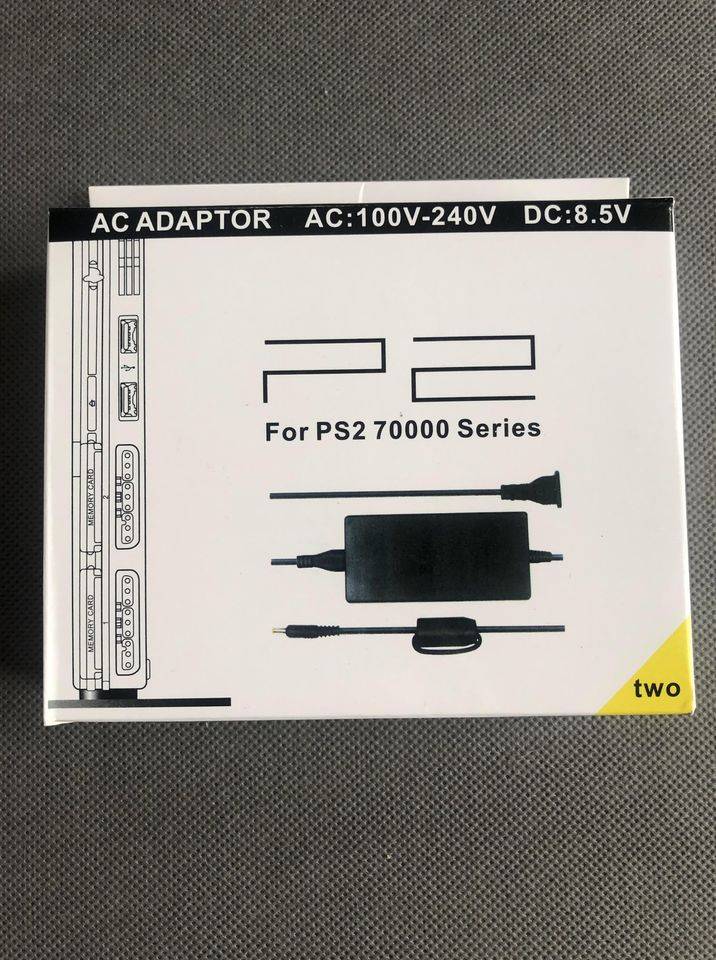 AC ADAPTOR AC:100V-240V DC:8.5V
P2
For PS2 70000 Series
MEMORY CARD
2
MEMORY CARD
1
two